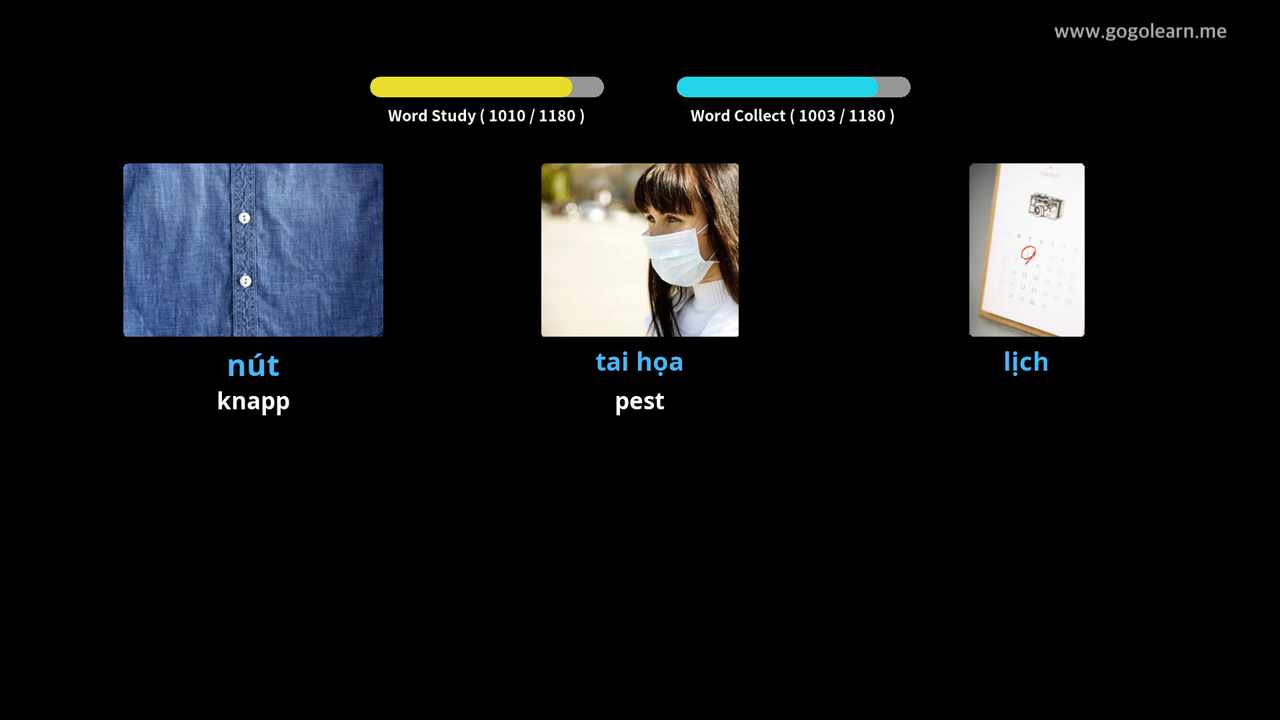 www.gogolearn.me
Word Study ( 1010 / 1180 )
Word Collect ( 1003 / 1180 )
nút
knapp
tai họa
pest
lịch